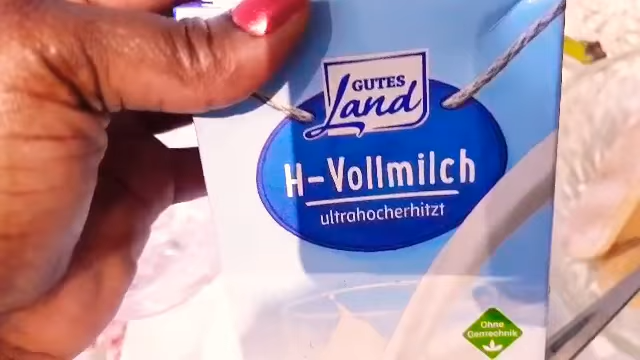 GUTES
Land
H-Vollmilch
ultrahocherhitzt
Ohne
Gentechnik